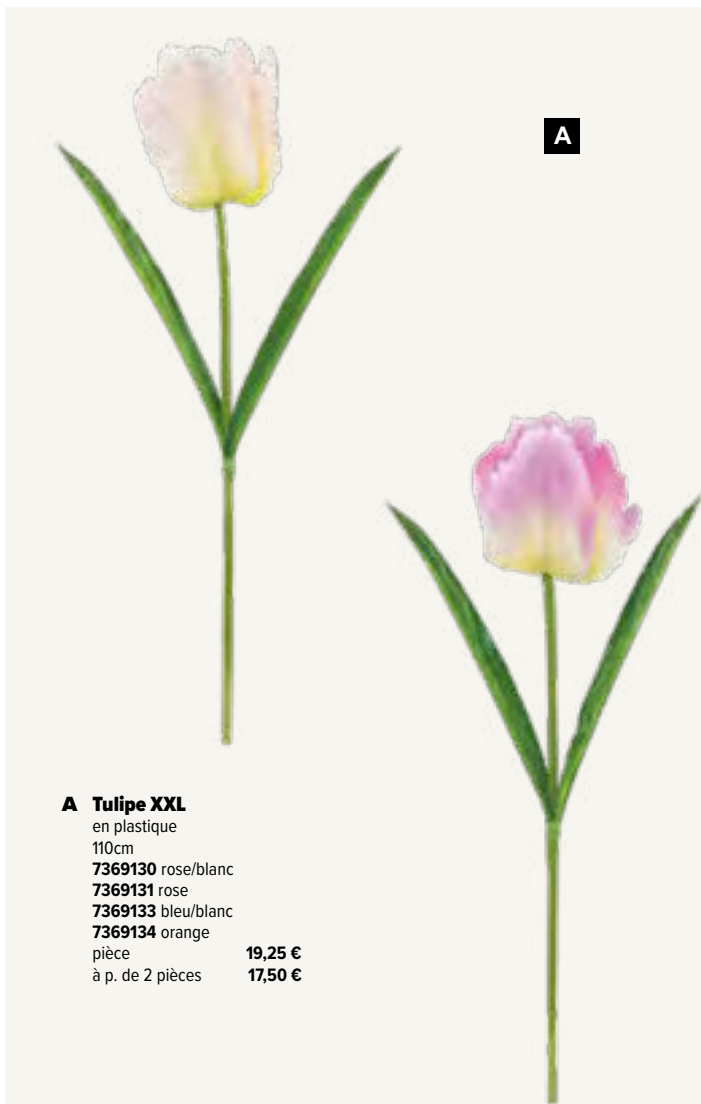 A
A Tulipe XXL
en plastique
110cm
7369130 rose/blanc
7369131 rose
7369133 bleu/blanc
7369134 orange
pièce 19,25 €
à p. de 2 pièces 17,50 €